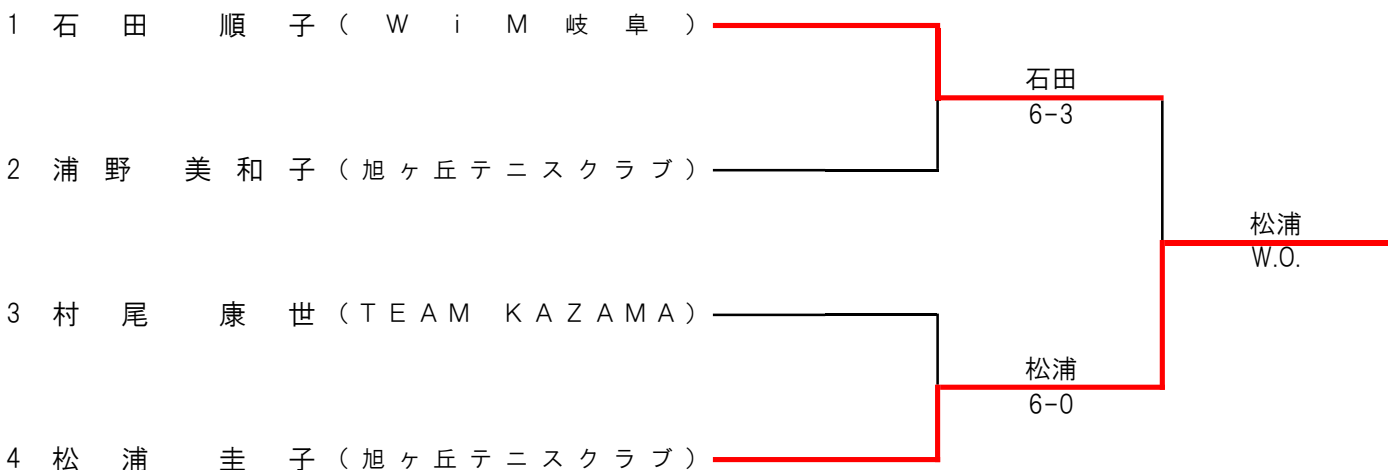 1 石田 順子(WiM岐阜)
石田
6-3
2 浦野 美和子(旭ヶ丘テニスクラブ)
松浦
W.O.
3 村尾 康世(TEAM KAZAMA)
松浦
6-0
4 松浦 圭子(旭ヶ丘テニスクラブ)